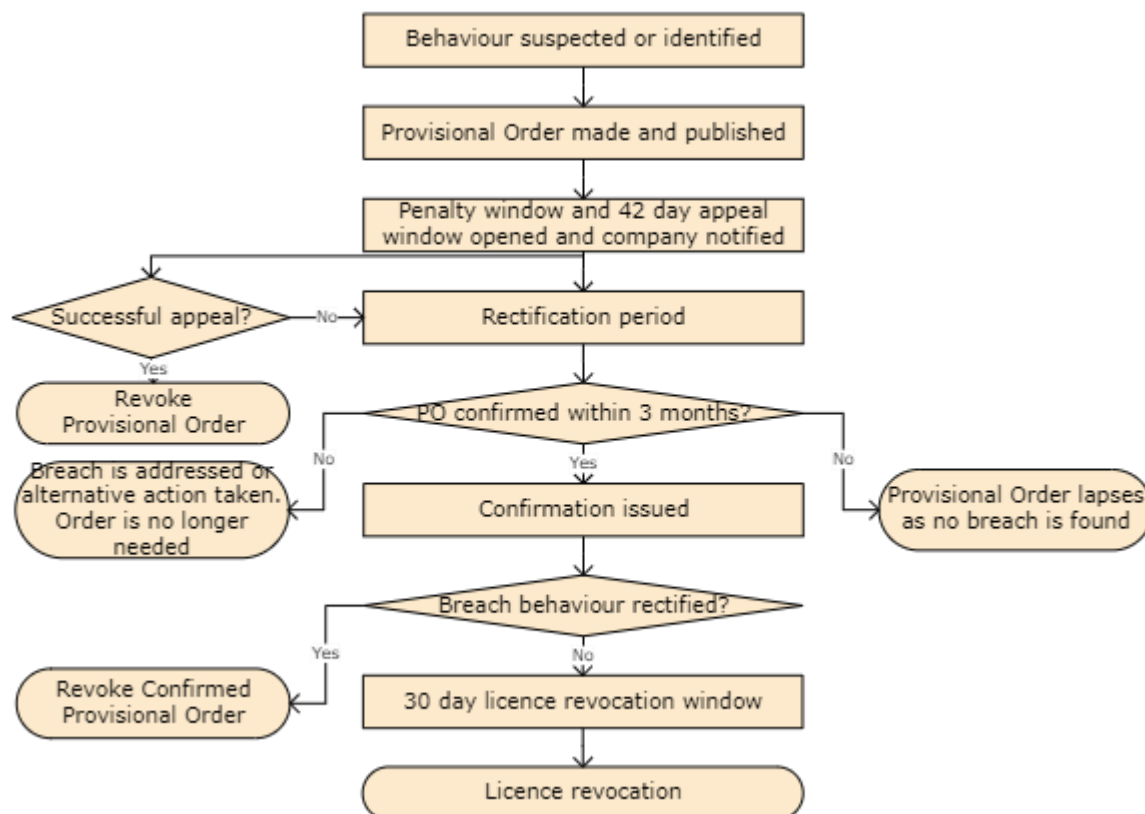 Behaviour suspected or identified
Provisional Order made and published
Penalty window and 42 day appeal
window opened and company notified
Successful appeal?
No
Rectification period
Yes
Revoke
Provisional Order
PO confirmed within 3 months?
No
Yes
No
Breach is addressed or
alternative action taken.
Order is no longer
needed
Confirmation issued
Provisional Order lapses
as no breach is found
Breach behaviour rectified?
Yes
No
Revoke Confirmed
Provisional Order
30 day licence revocation window
Licence revocation